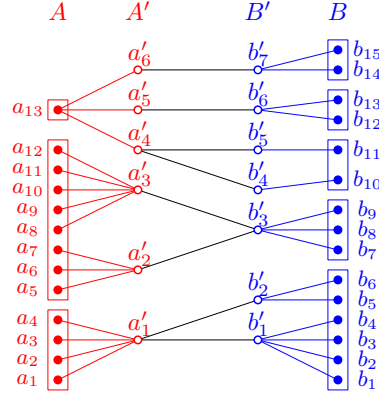 A A′ B′ B
a′₆ b′₇ b₁₅
b₁₄
a₁₃ a′₅ b′₆ b₁₃
b₁₂
a₁₂ a′₄ b′₅ b₁₁
a₁₁
a₁₀ a′₃ b′₄ b₁₀
a₉ b₉
a₈ b′₃ b₈
a₇ b₇
a₆ a′₂ b₆
a₅ b′₂ b₅
a₄ b₄
a₃ a′₁ b′₁ b₃
a₂ b₂
a₁ b₁